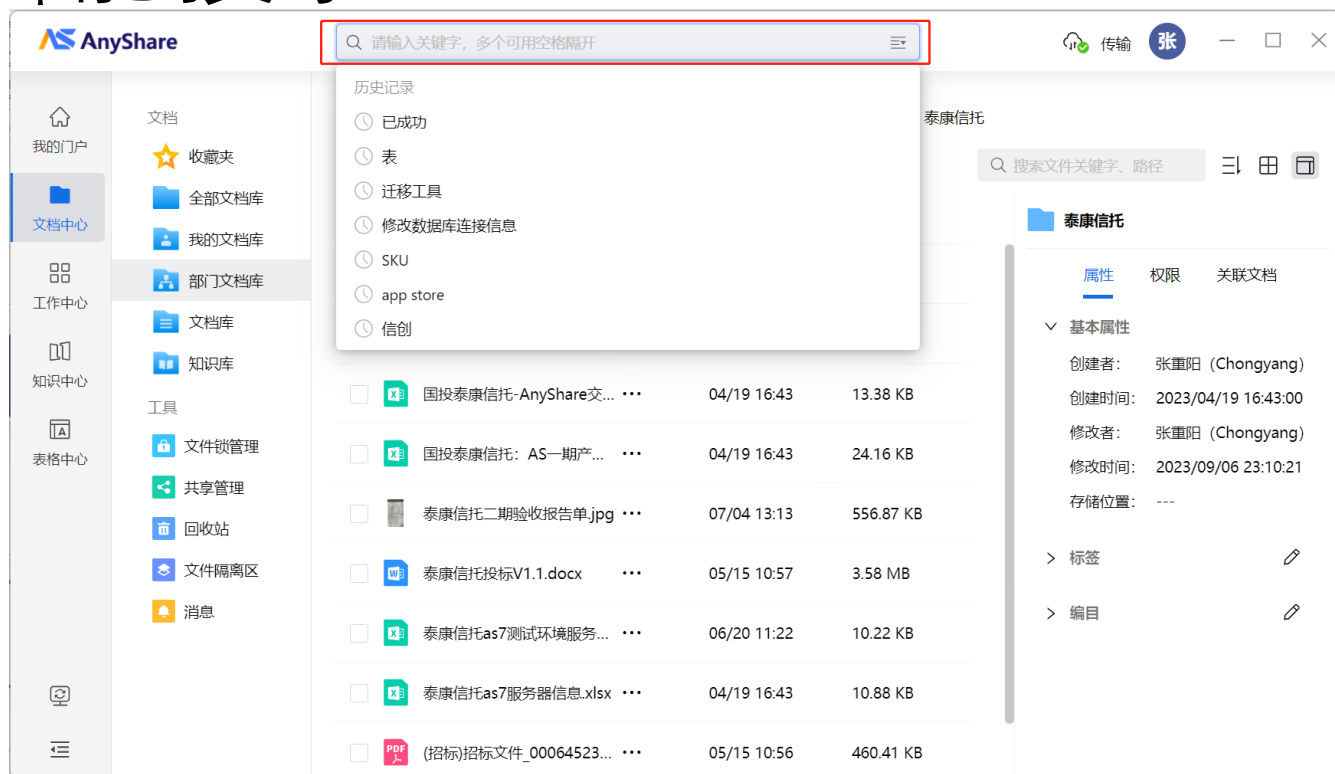 AnyShare
请输入关键字，多个可用空格隔开
传输
张
历史记录
已成功
表
迁移工具
修改数据库连接信息
SKU
app store
信创
我的门户
文档中心
工作中心
知识中心
表格中心
文档
收藏夹
全部文档库
我的文档库
部门文档库
文档库
知识库
工具
文件锁管理
共享管理
回收站
文件隔离区
消息
泰康信托
搜索文件关键字、路径
国投泰康信托-AnyShare交... ••• 04/19 16:43 13.38 KB
国投泰康信托：AS一期产... ••• 04/19 16:43 24.16 KB
泰康信托二期验收报告单.jpg ••• 07/04 13:13 556.87 KB
泰康信托投标V1.1.docx ••• 05/15 10:57 3.58 MB
泰康信托as7测试环境服务... ••• 06/20 11:22 10.22 KB
泰康信托as7服务器信息.xlsx ••• 04/19 16:43 10.88 KB
PDF (招标)招标文件_00064523... ••• 05/15 10:56 460.41 KB
泰康信托
属性 权限 关联文档
基本属性
创建者： 张重阳（Chongyang）
创建时间： 2023/04/19 16:43:00
修改者： 张重阳（Chongyang）
修改时间： 2023/09/06 23:10:21
存储位置： ---
标签
编目